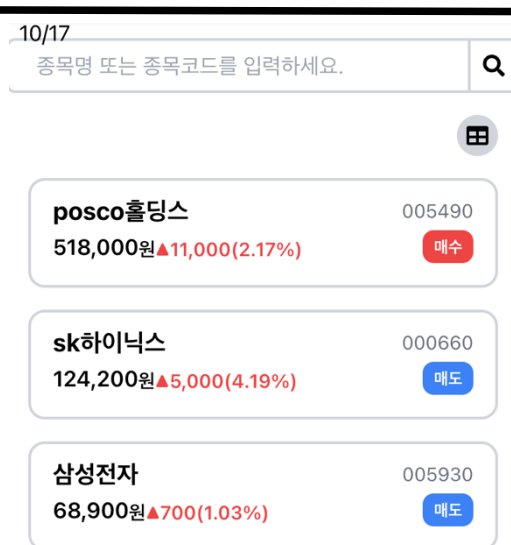 10/17
종목명 또는 종목코드를 입력하세요.
posco홀딩스 005490
518,000원▲11,000(2.17%) 매수
sk하이닉스 000660
124,200원▲5,000(4.19%) 매도
삼성전자 005930
68,900원▲700(1.03%) 매도